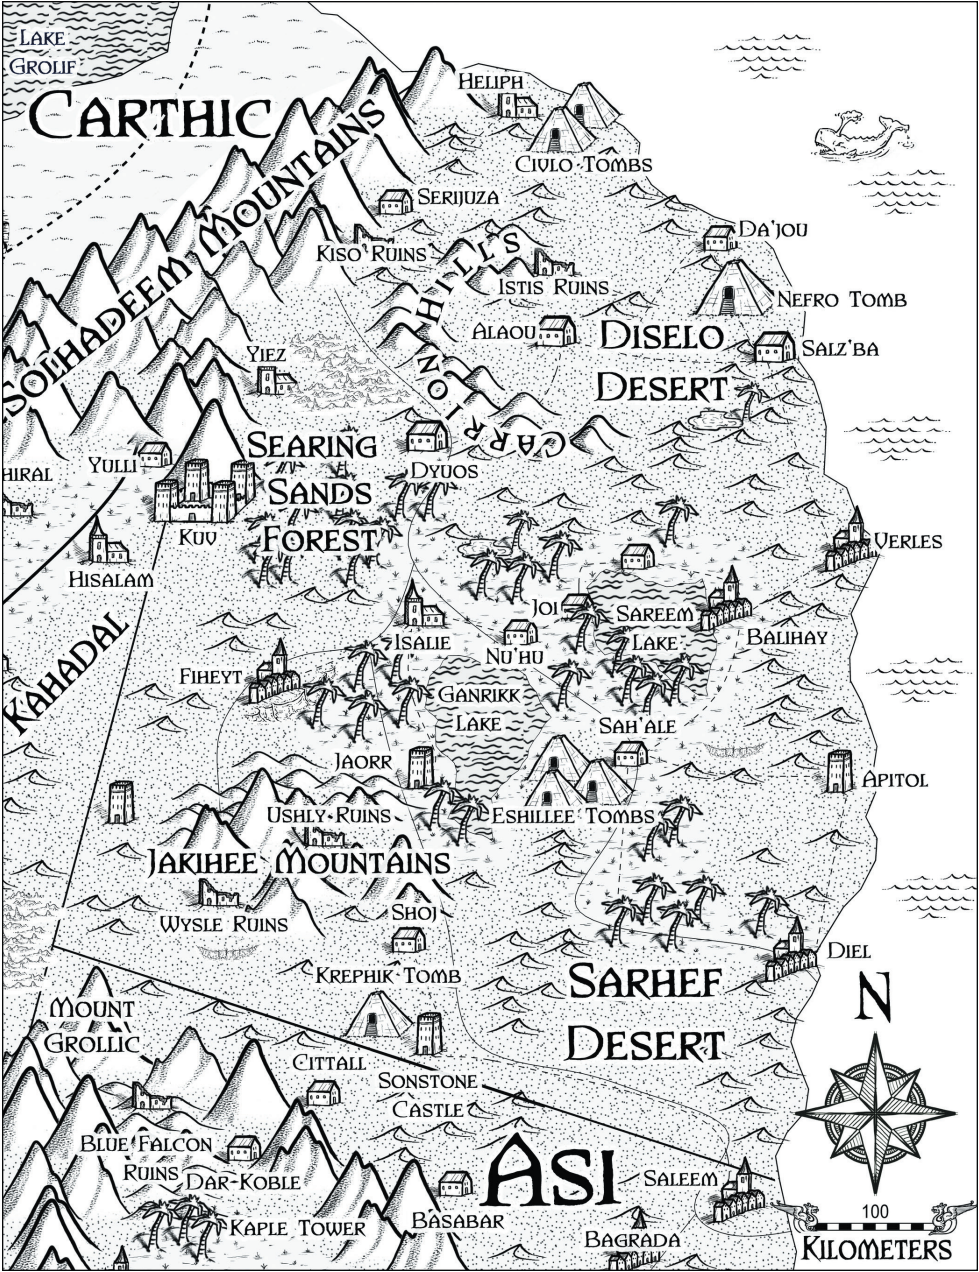 LAKE
GROLIF
CARTHIC
HELIPH
CIULO TOMBS
SOLHADEEM MOUNTAINS
SERIJUZA
KISO RUINS
DA'JOU
CARRION HILLS
ISTIS RUINS
NEFRO TOMB
ALAOU
DISELO
DESERT
SALZ'BA
YIEZ
SEARING
SANDS
FOREST
YULLI
DYUOS
HIRAL
KUV
VERLES
HISALAM
JOI
SAREEM
LAKE
BALIHAY
ISALIE
NU'HU
KAHADAL
FIHEYT
GANRIKK
LAKE
SAH'ALE
JAORR
APITOL
USHLY RUINS
ESHILLEE TOMBS
JAKIHEE MOUNTAINS
WYSLE RUINS
SHOJ
DIEL
KREPHIK TOMB
SARHEF
DESERT
N
MOUNT
GROLLIC
CITTALL
SONSTONE
CASTLE
BLUE FALCON
RUINS
DAR-KOBLE
ASI
SALEEM
KAPLE TOWER
BASABAR
BAGRADA
100
KILOMETERS